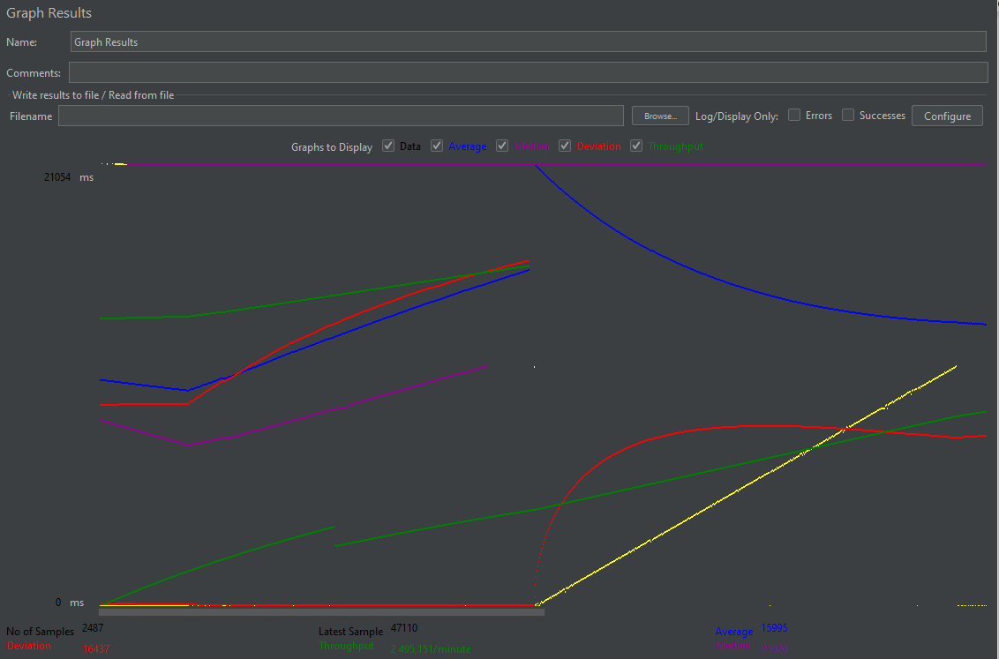 Graph Results
Name: Graph Results
Comments:
Write results to file / Read from file
Filename Browse... Log/Display Only: Errors Successes Configure
Graphs to Display Data Average Median Deviation Throughput
21054 ms
0 ms
No of Samples 2487 Latest Sample 47110 Average 15995
Deviation 16437 Throughput 2.495,151/minute Median